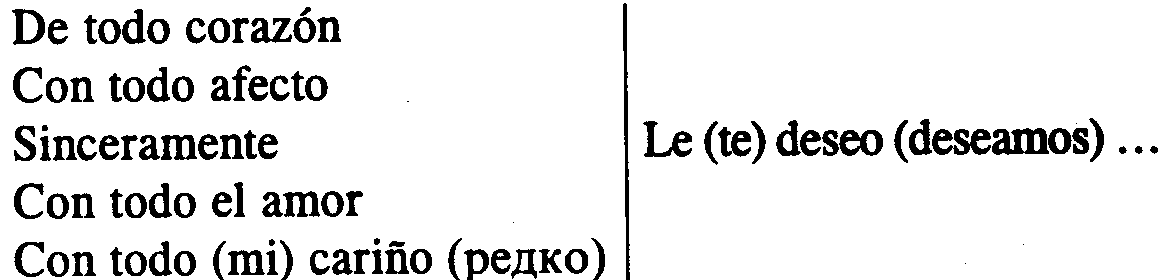 De todo corazón
Con todo afecto
Sinceramente
Le (te) deseo (deseamos) ...
Con todo el amor
Con todo (mi) cariño (редко)